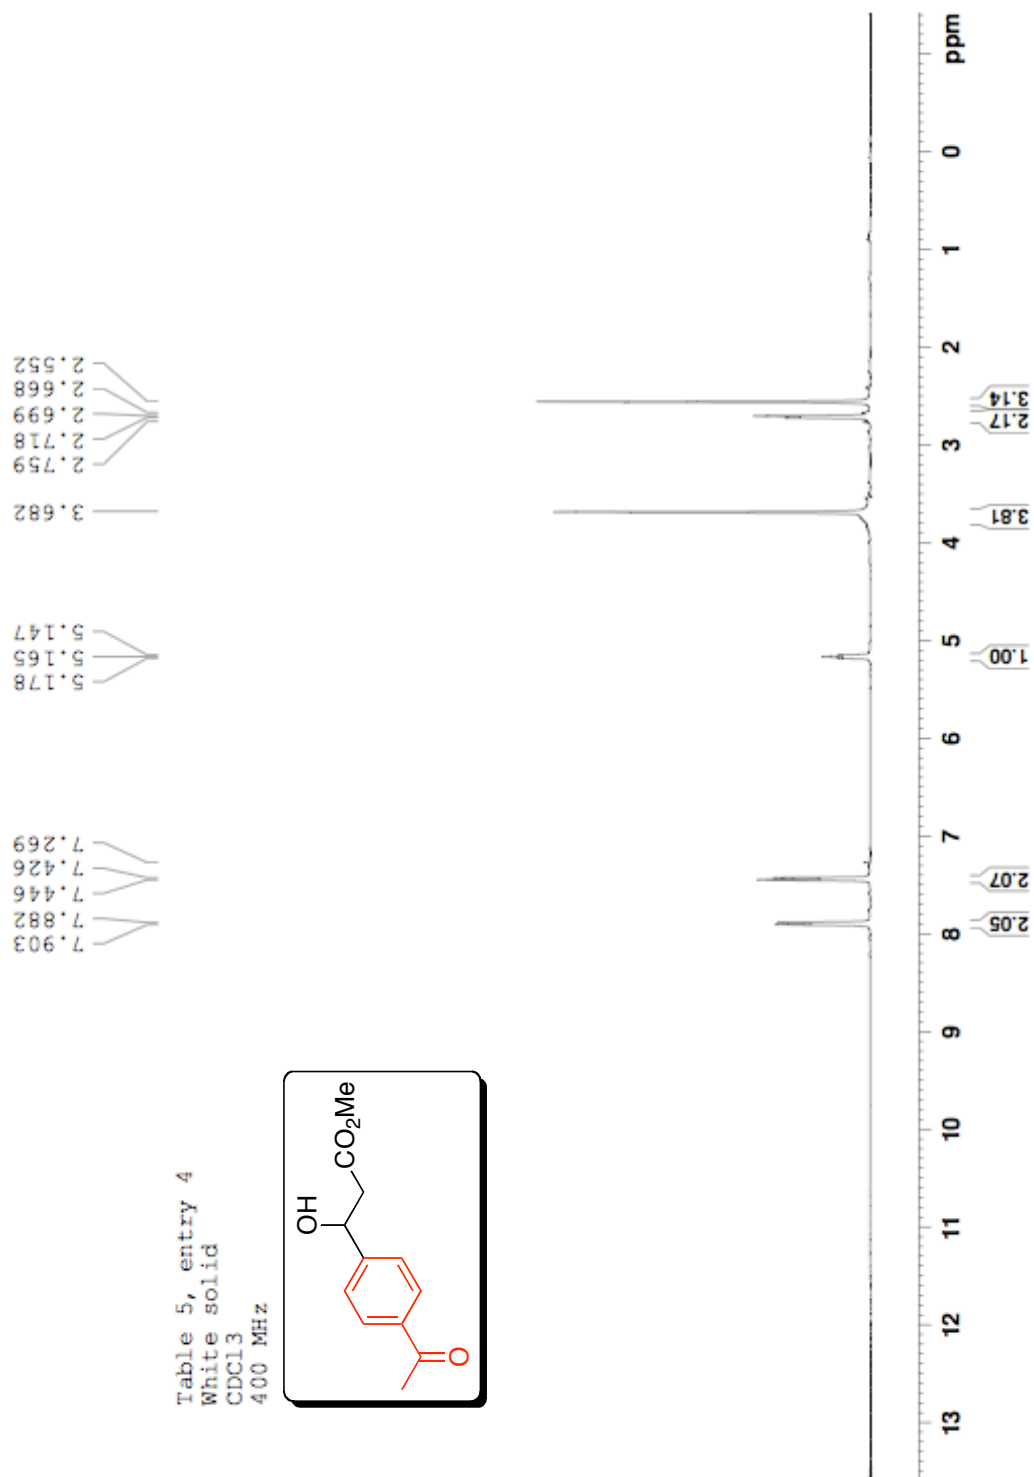 Table 5, entry 4
White solid
CDCl3
400 MHz
OH
CO2Me
O
7.903
7.882
7.446
7.426
7.269
5.178
5.165
5.147
3.682
2.759
2.718
2.699
2.668
2.552
13 12 11 10 9 8 7 6 5 4 3 2 1 0 ppm
2.05
2.07
1.00
3.81
2.17
3.14